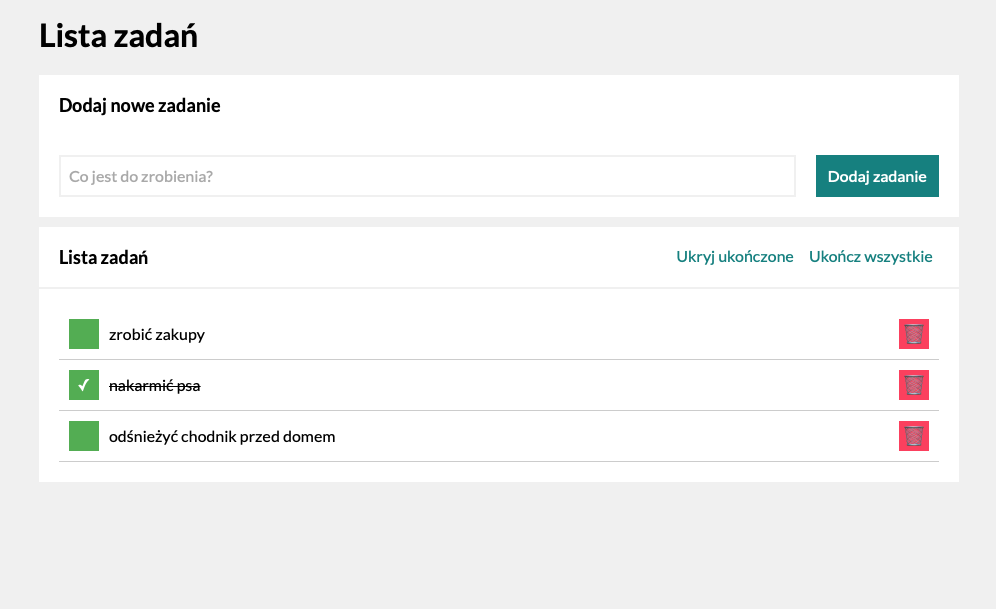 Lista zadań
Dodaj nowe zadanie
Co jest do zrobienia?
Dodaj zadanie
Lista zadań
Ukryj ukończone
Ukończ wszystkie
zrobić zakupy
✓ nakarmić psa
odśnieżyć chodnik przed domem